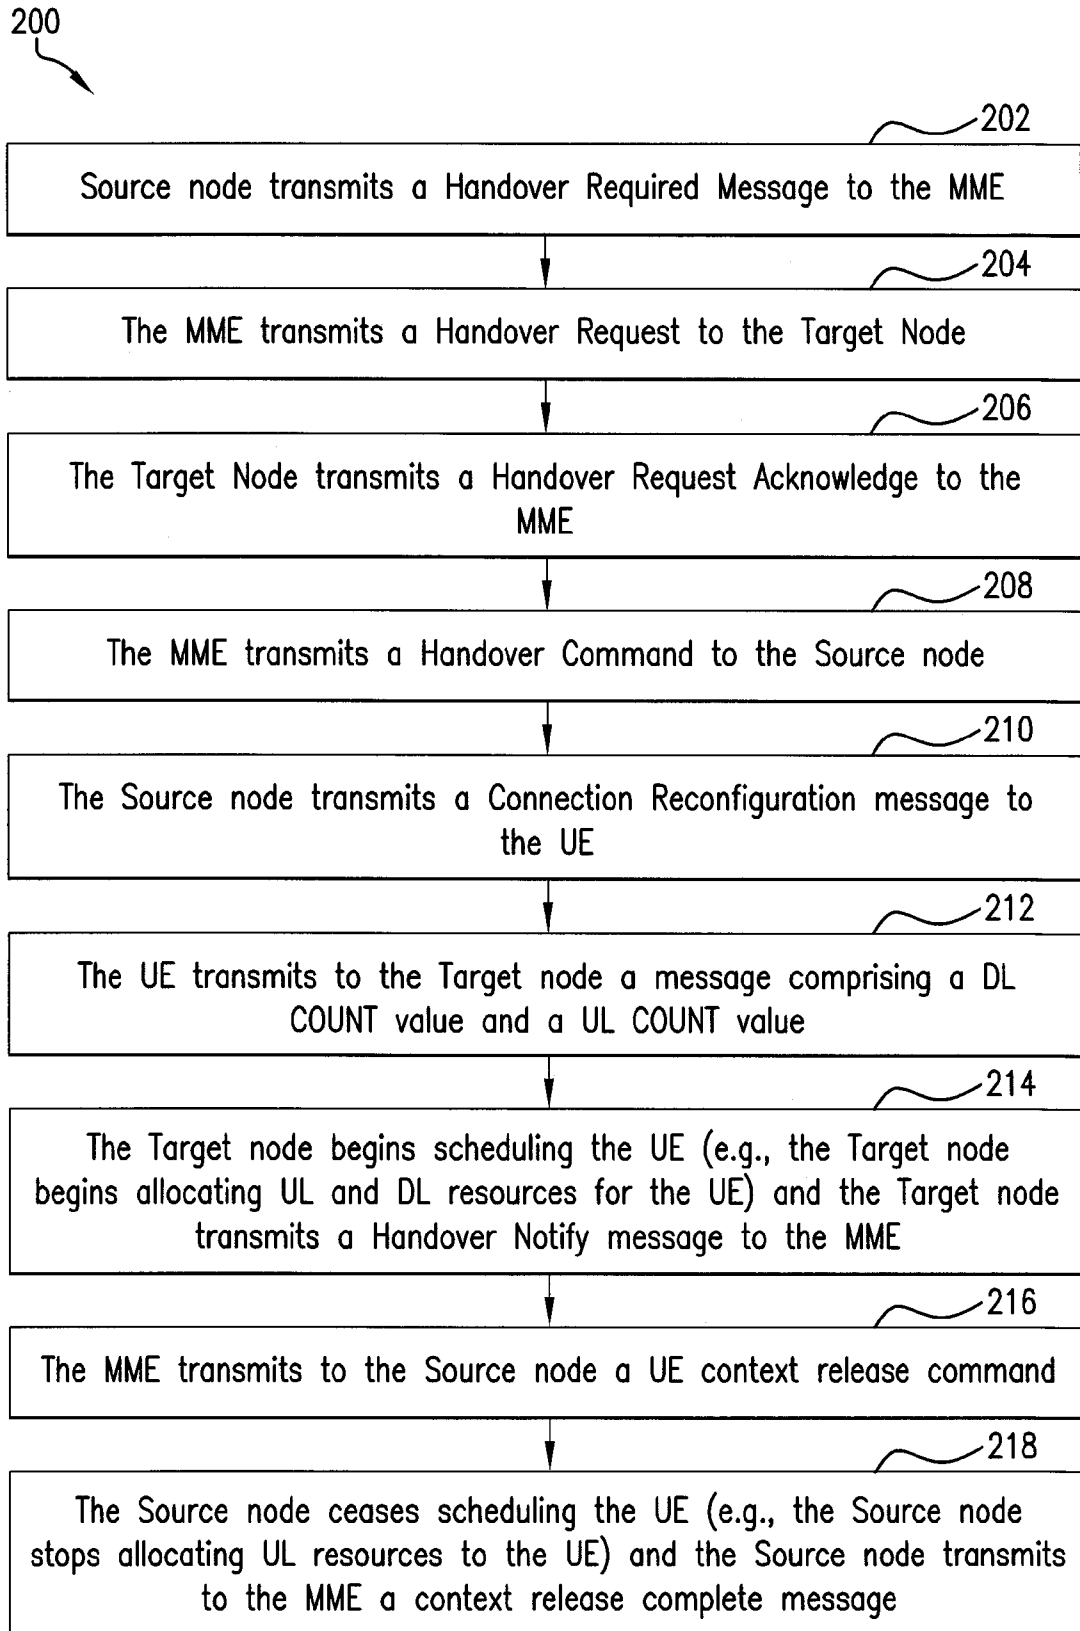 200
202
Source node transmits a Handover Required Message to the MME
204
The MME transmits a Handover Request to the Target Node
206
The Target Node transmits a Handover Request Acknowledge to the
MME
208
The MME transmits a Handover Command to the Source node
210
The Source node transmits a Connection Reconfiguration message to
the UE
212
The UE transmits to the Target node a message comprising a DL
COUNT value and a UL COUNT value
214
The Target node begins scheduling the UE (e.g., the Target node
begins allocating UL and DL resources for the UE) and the Target node
transmits a Handover Notify message to the MME
216
The MME transmits to the Source node a UE context release command
218
The Source node ceases scheduling the UE (e.g., the Source node
stops allocating UL resources to the UE) and the Source node transmits
to the MME a context release complete message